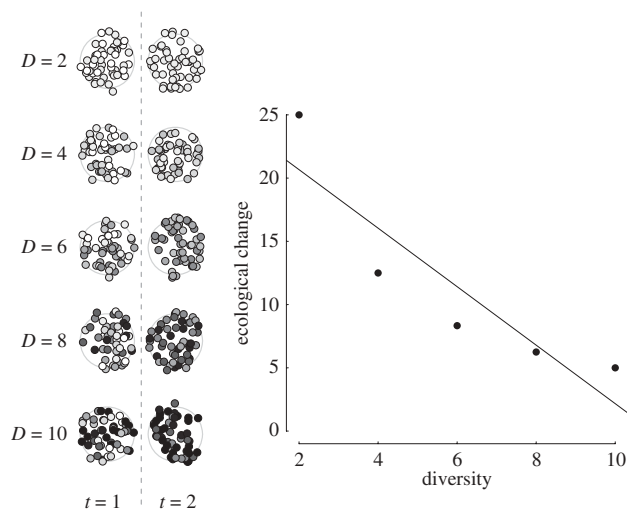 D = 2
D = 4
D = 6
D = 8
D = 10
t = 1
t = 2
ecological change
25
20
15
10
5
0
2
4
6
8
10
diversity